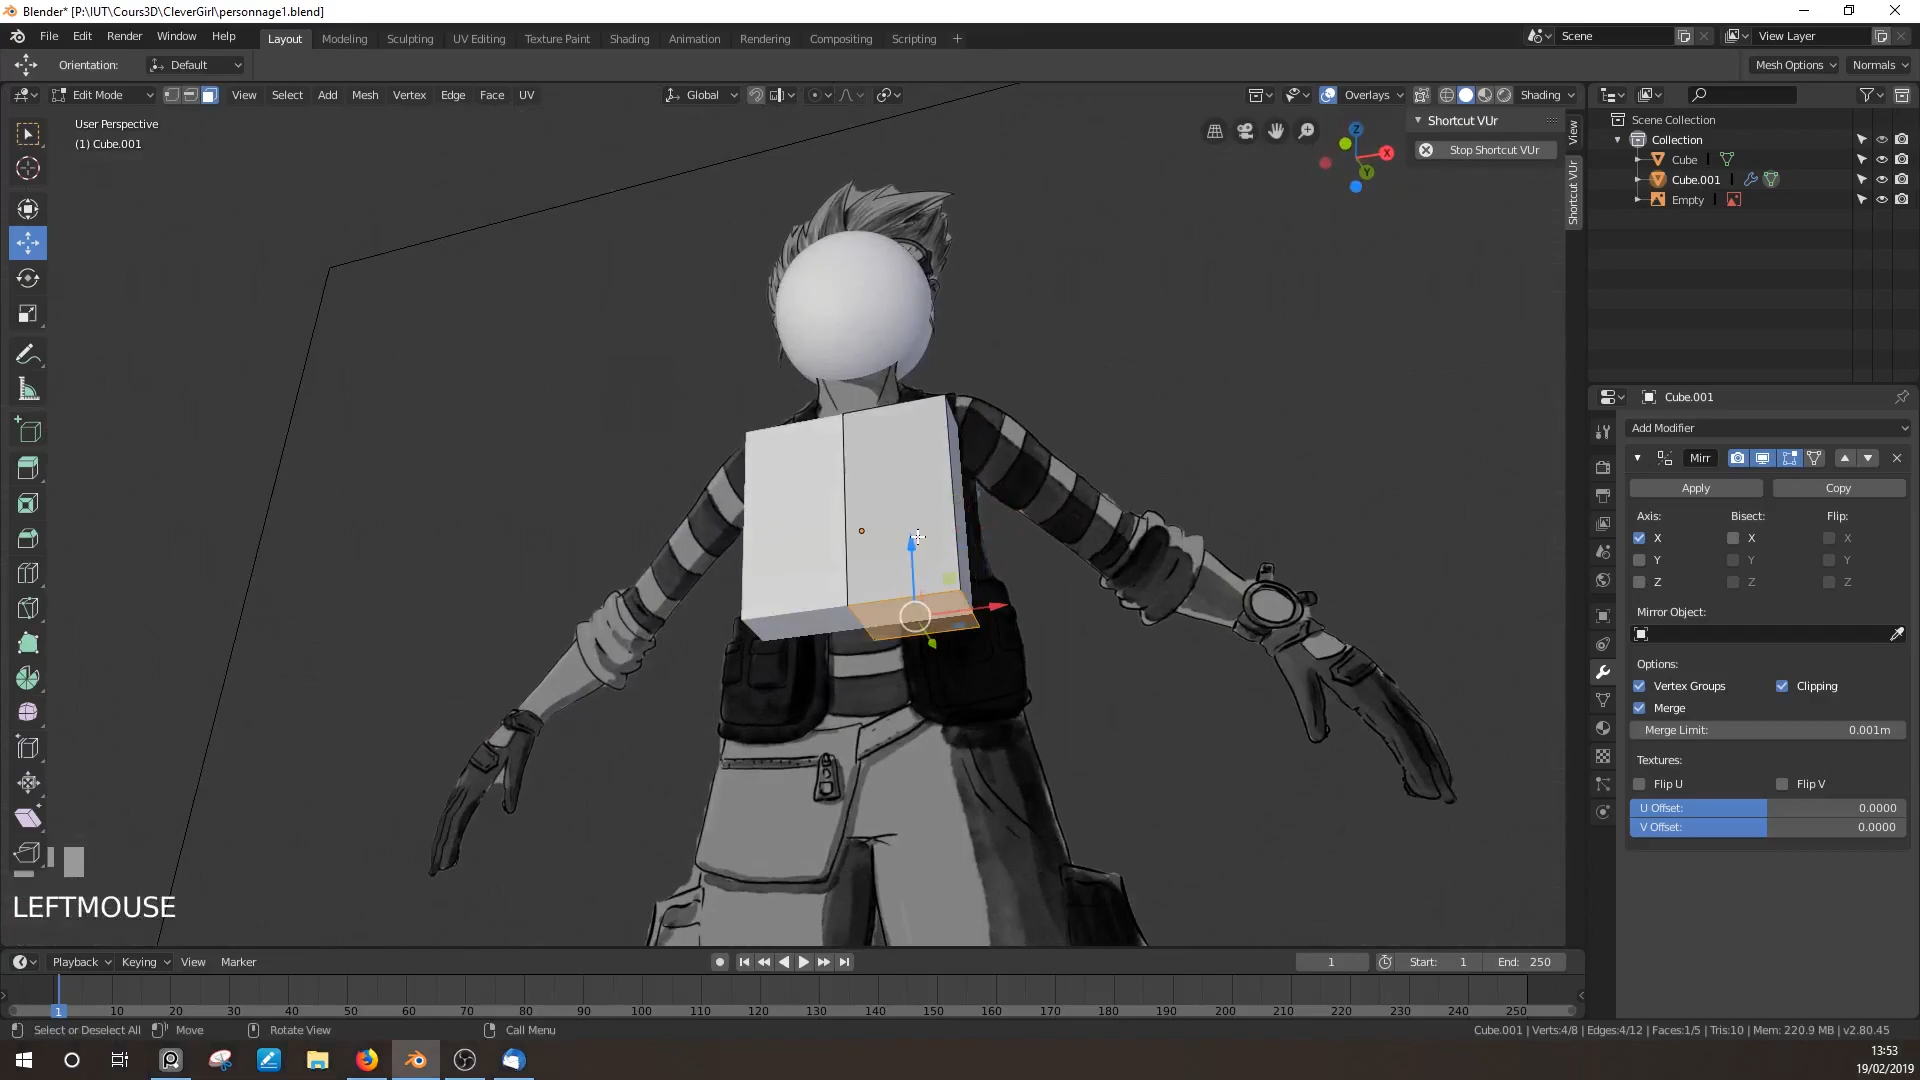 Blender* [P:\IUT\Cours3D\CleverGirl\personnage1.blend]
File Edit Render Window Help Layout Modeling Sculpting UV Editing Texture Paint Shading Animation Rendering Compositing Scripting + Scene View Layer
Orientation: Default Mesh Options Normals
Edit Mode View Select Add Mesh Vertex Edge Face UV Global Overlays Shading
User Perspective
(1) Cube.001
Z
X
Y
Shortcut VUr
Stop Shortcut VUr
View
Shortcut VUr
Scene Collection
Collection
Cube
Cube.001
Empty
Cube.001
Add Modifier
Mirr
Apply Copy
Axis: Bisect: Flip:
X X X
Y Y Y
Z Z Z
Mirror Object:
Options:
Vertex Groups Clipping
Merge
Merge Limit: 0.001m
Textures:
Flip U Flip V
U Offset: 0.0000
V Offset: 0.0000
LEFTMOUSE
Playback Keying View Marker 1 Start: 1 End: 250
1 10 20 30 40 50 60 70 80 90 100 110 120 130 140 150 160 170 180 190 200 210 220 230 240 250
Select or Deselect All Move Rotate View Call Menu Cube.001 | Verts:4/8 | Edges:4/12 | Faces:1/5 | Tris:10 | Mem: 220.9 MB | v2.80.45
13:53
19/02/2019